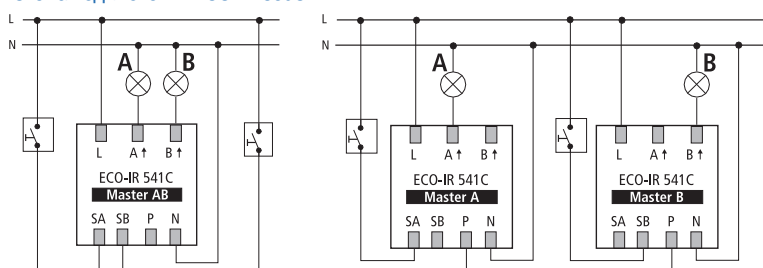 L
N
A B
L A↑ B↑
ECO-IR 541C
Master AB
SA SB P N
L
N
A
L A↑ B↑
ECO-IR 541C
Master A
SA SB P N
B
L A↑ B↑
ECO-IR 541C
Master B
SA SB P N